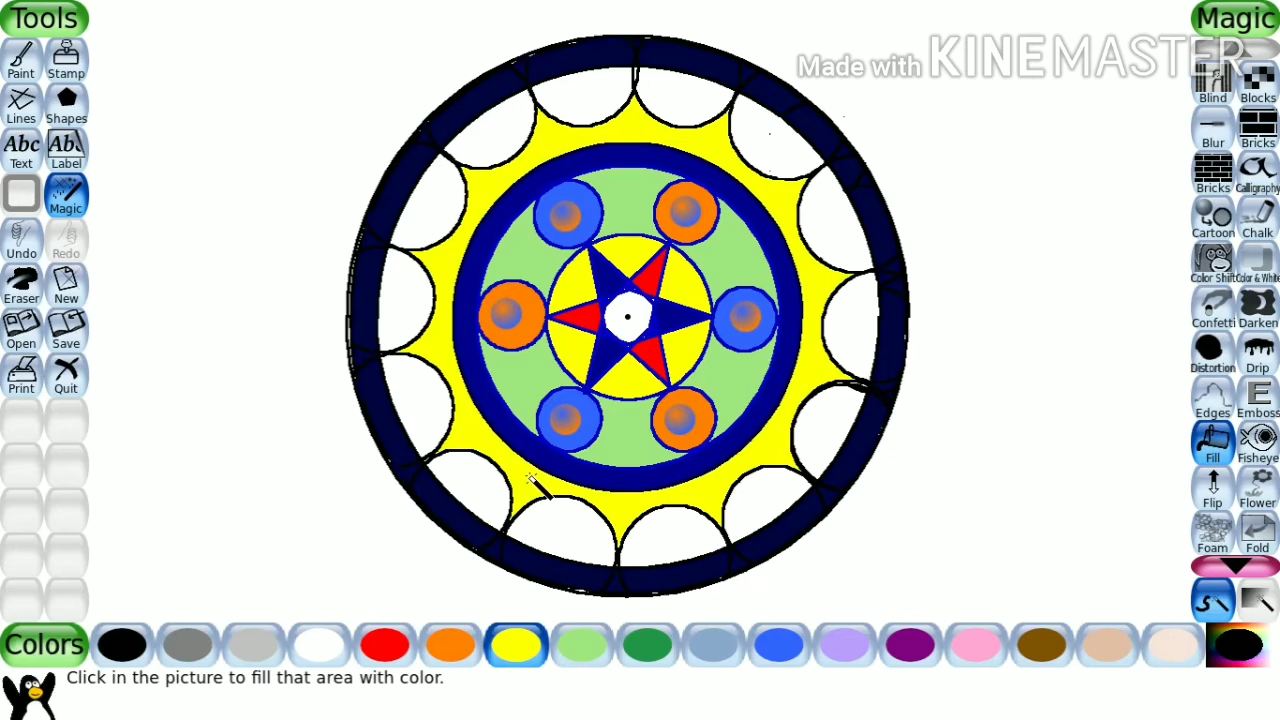 Tools
Magic
Made with KINEMASTER
Paint
Stamp
Lines
Shapes
Abc
Text
Abc
Label
Magic
Undo
Redo
Eraser
New
Open
Save
Print
Quit
Blind
Blocks
Blur
Bricks
Bricks
Calligraphy
Cartoon
Chalk
Color Shift
Color & White
Confetti
Darken
Distortion
Drip
Edges
Emboss
Fill
Fisheye
Flip
Flower
Foam
Fold
Colors
Click in the picture to fill that area with color.